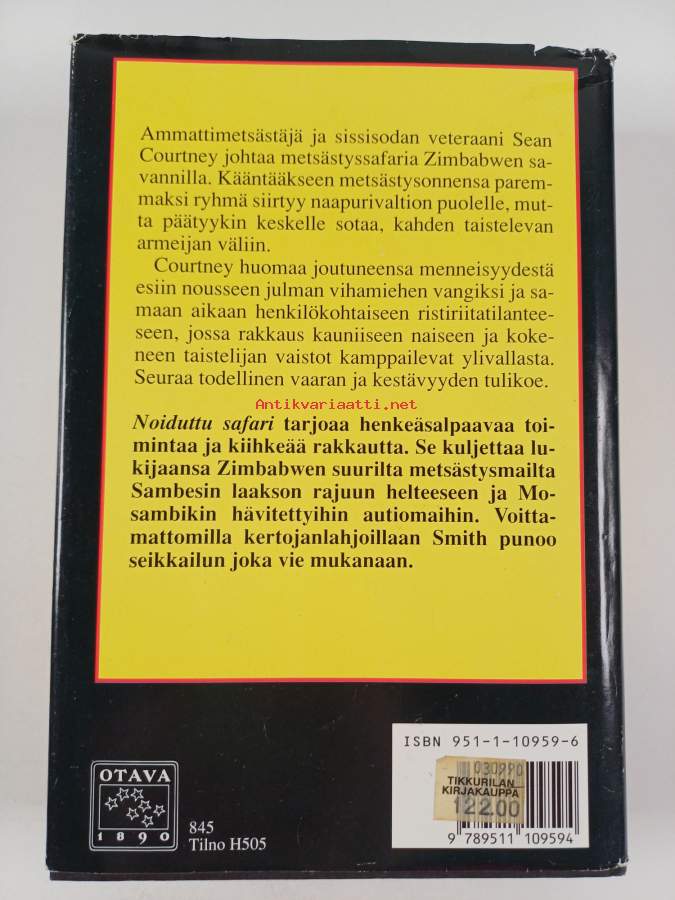 Ammattimetsästäjä ja sissisodan veteraani Sean
Courtney johtaa metsästyssafaria Zimbabwen sa-
vannilla. Kääntääkseen metsästysonnensa parem-
maksi ryhmä siirtyy naapurivaltion puolelle, mut-
ta päätyykin keskelle sotaa, kahden taistelevan
armeijan väliin.
Courtney huomaa joutuneensa menneisyydestä
esiin nousseen julman vihamiehen vangiksi ja sa-
maan aikaan henkilökohtaiseen ristiriitatilantee-
seen, jossa rakkaus kauniiseen naiseen ja koke-
neen taistelijan vaistot kamppailevat ylivallasta.
Seuraa todellinen vaaran ja kestävyyden tulikoe.
Antikvariaatti.net
Noiduttu safari tarjoaa henkeäsalpaavaa toi-
mintaa ja kiihkeää rakkautta. Se kuljettaa lu-
kijaansa Zimbabwen suurilta metsästysmailta
Sambesin laakson rajuun helteeseen ja Mo-
sambikin hävitettyihin autiomaihin. Voitta-
mattomilla kertojanlahjoillaan Smith punoo
seikkailun joka vie mukanaan.
ISBN 951-1-10959-6
030990
TIKKURILAN
KIRJAKAUPPA
122.00
9 789511 109594
OTAVA
1890
845
Tilno H505